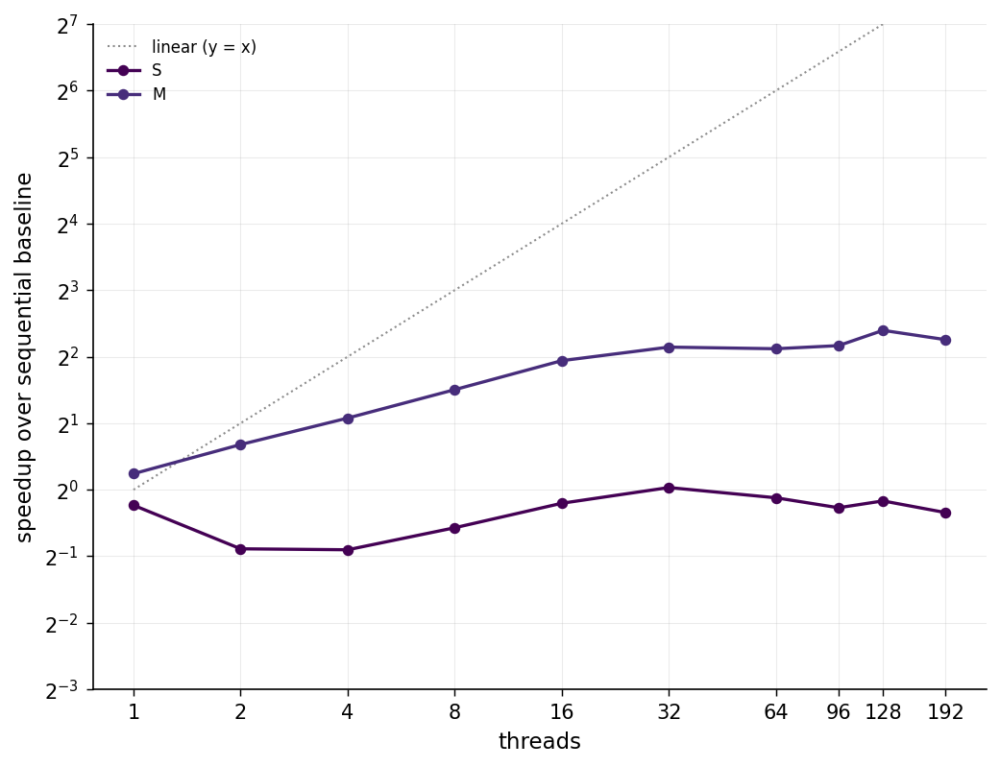 2^7
2^6
2^5
2^4
2^3
2^2
2^1
2^0
2^−1
2^−2
2^−3
speedup over sequential baseline
linear (y = x)
S
M
1 2 4 8 16 32 64 96 128 192
threads